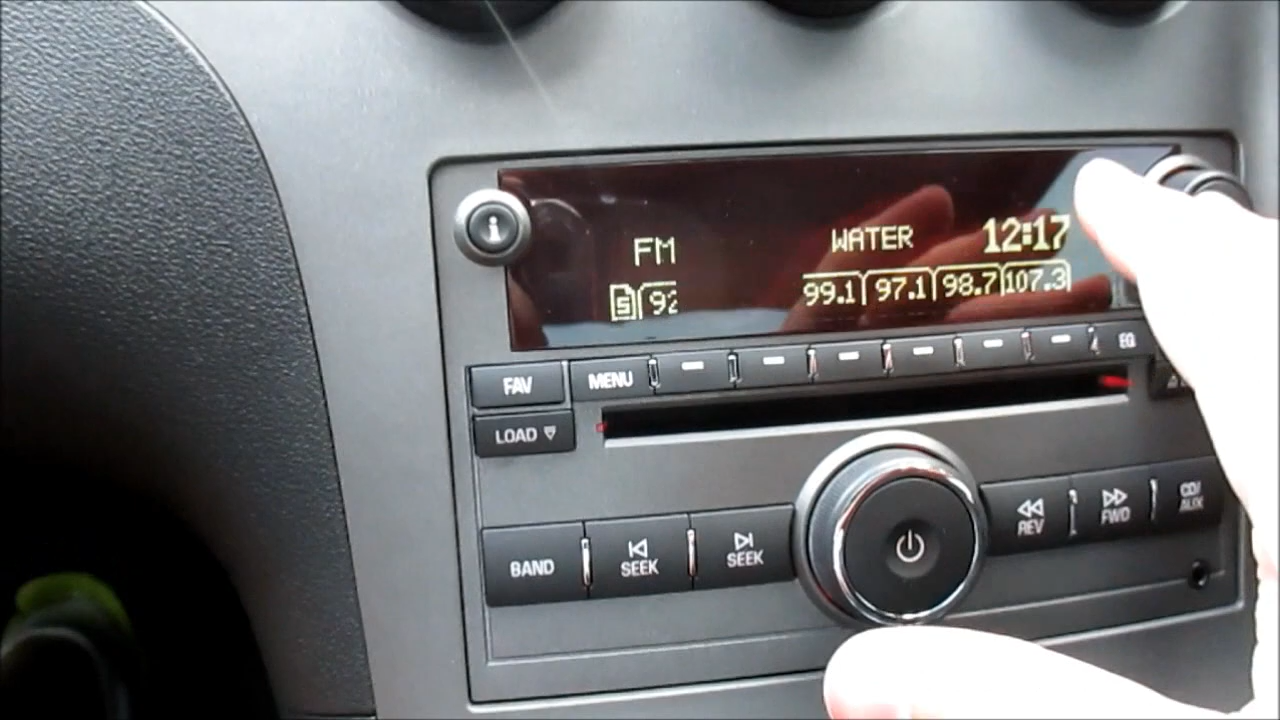 i
FM WATER 12:17
5 92 99.1 97.1 98.7 107.3
FAV MENU EQ
LOAD
BAND SEEK SEEK REV FWD CD/AUX